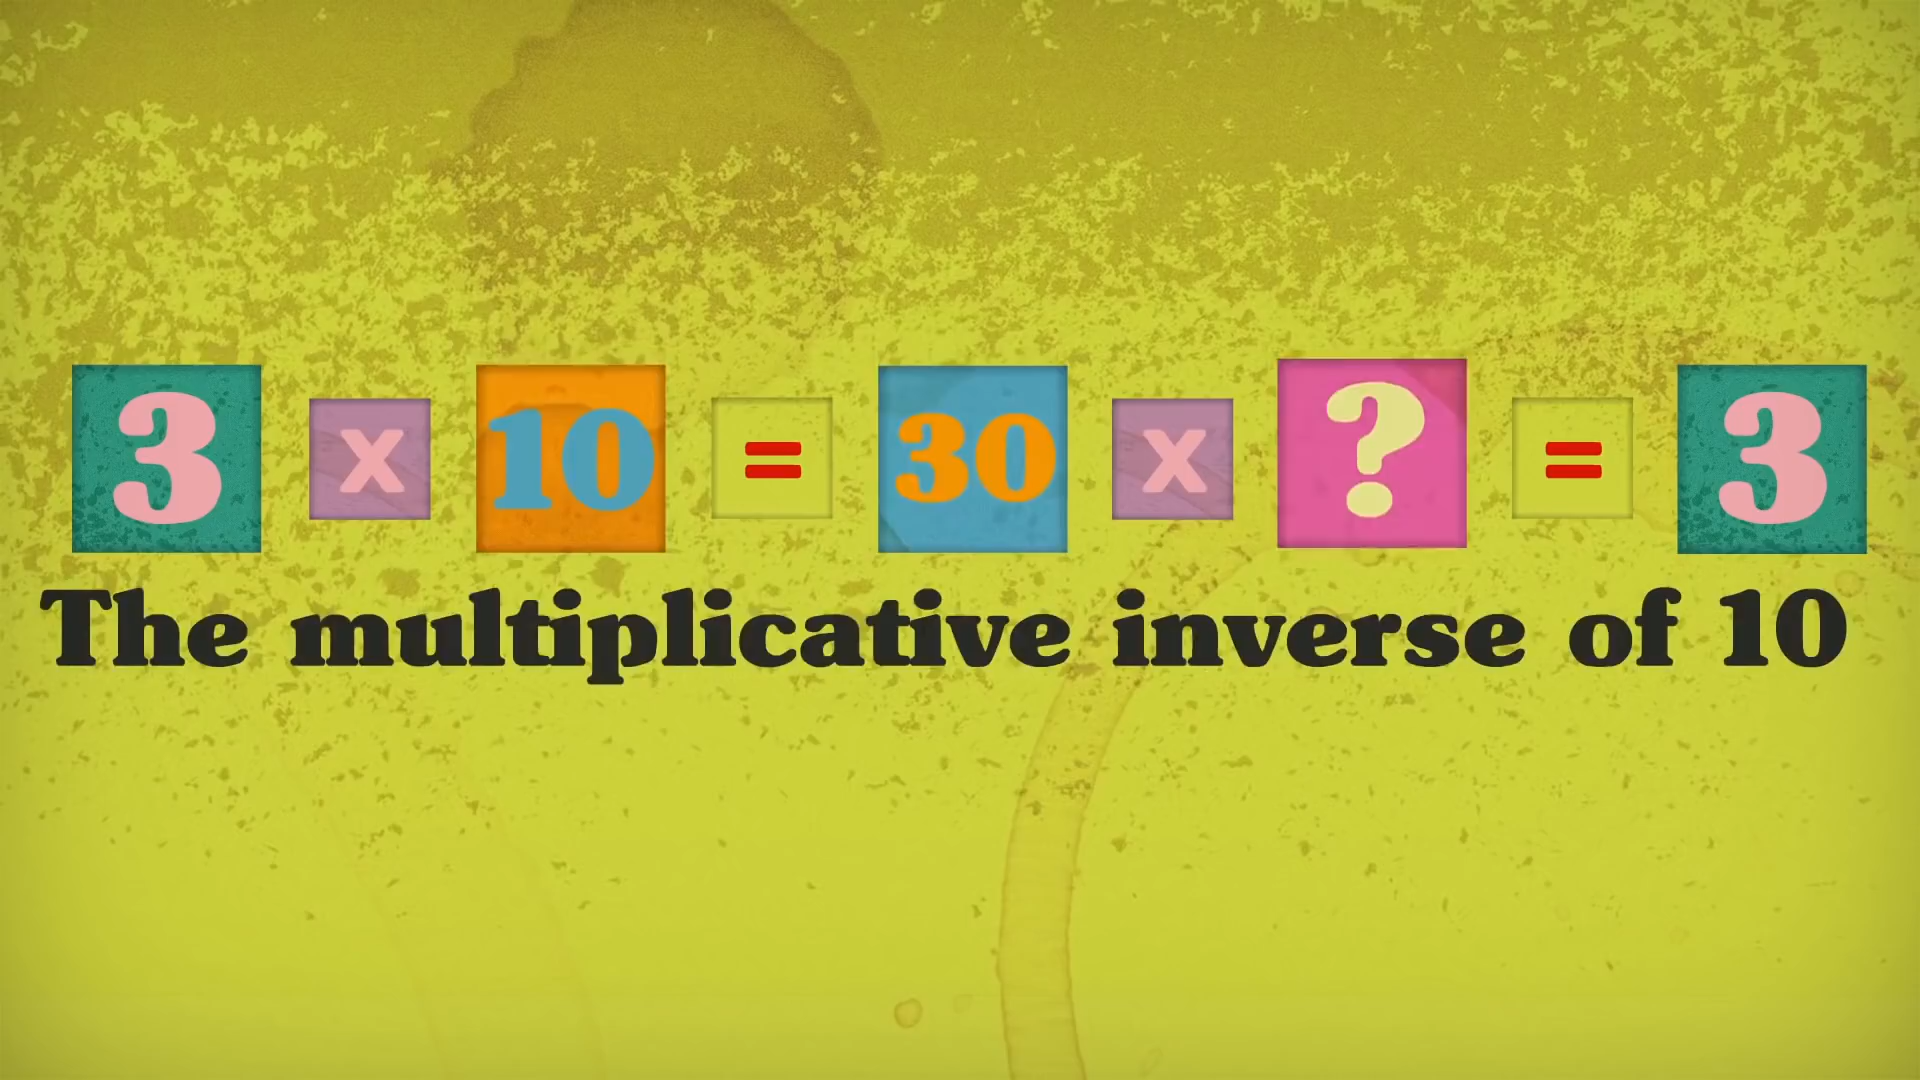 3 x 10 = 30 x ? = 3
The multiplicative inverse of 10